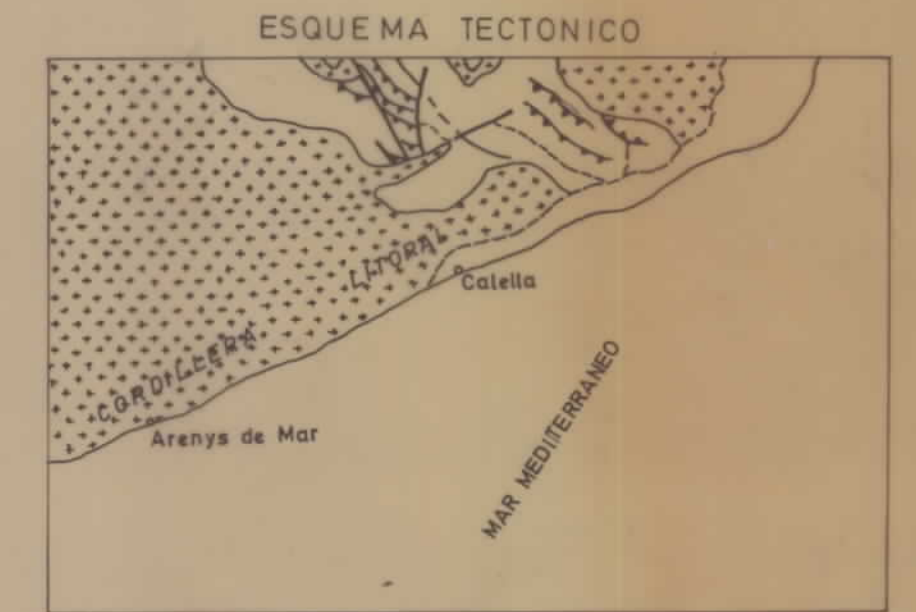 ESQUEMA TECTONICO
CORDILLERA LITORAL
Calella
Arenys de Mar
MAR MEDITERRANEO